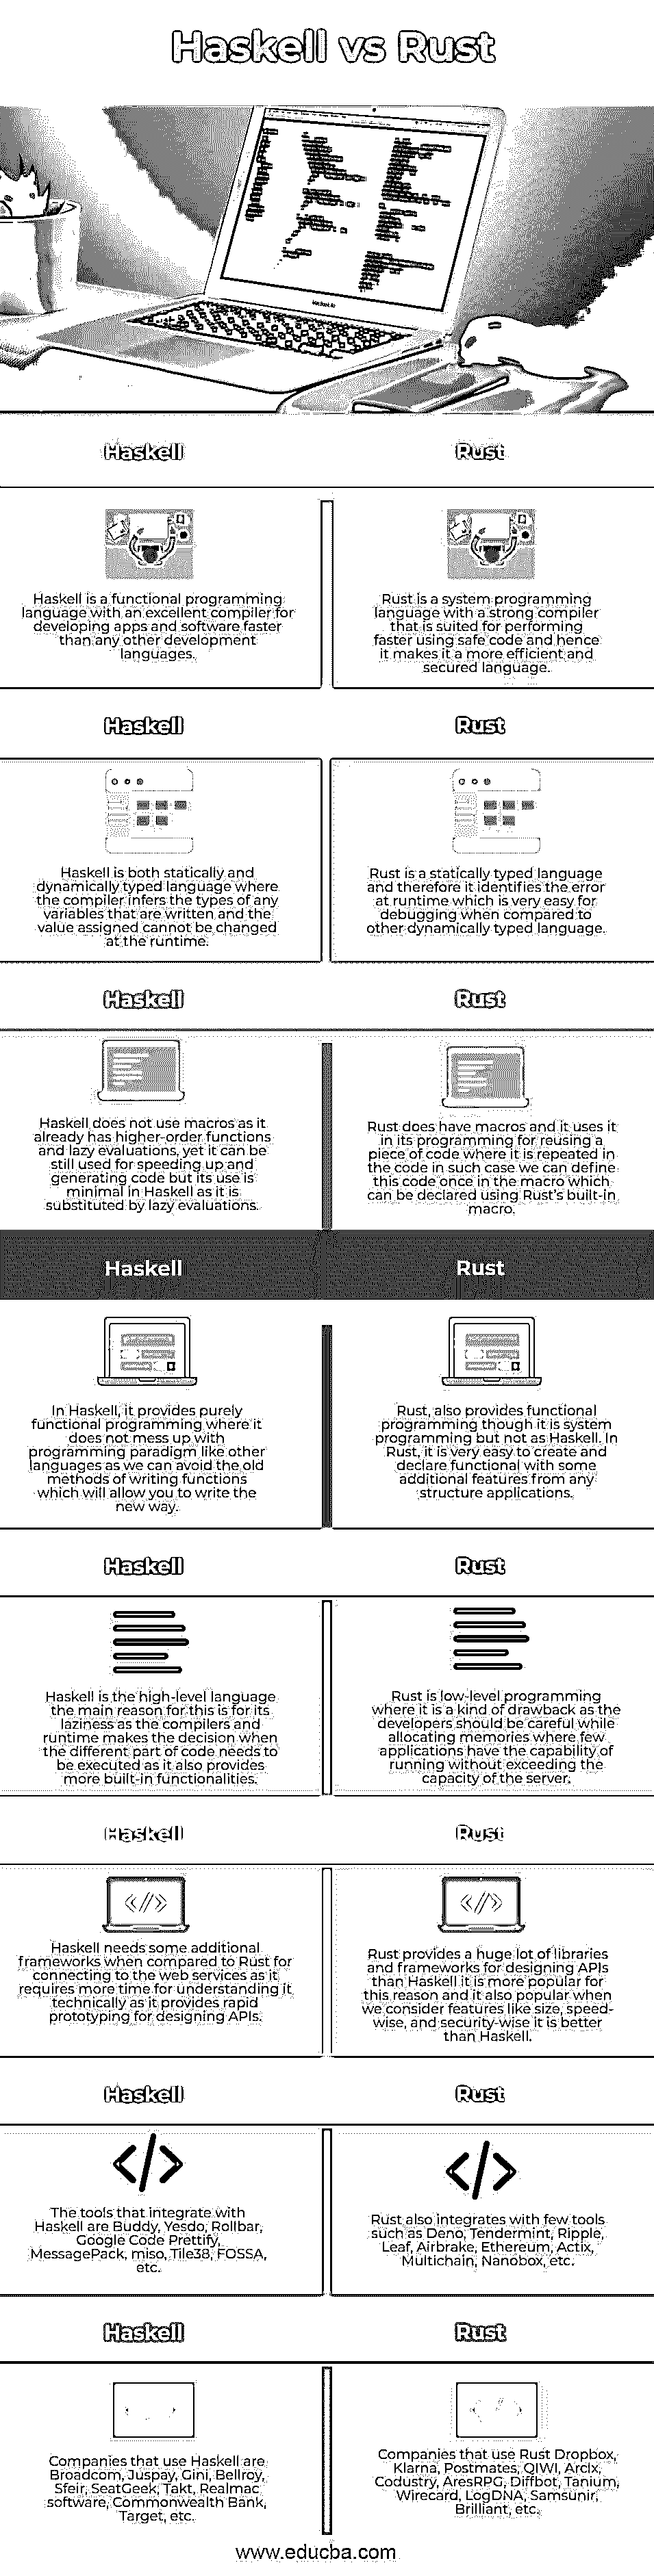 Haskell vs Rust
MacBook Air
Haskell
Rust
Haskell is a functional programming
language with an excellent compiler for
developing apps and software faster
than any other development
languages.
Rust is a system programming
language with a strong compiler
that is suited for performing
faster using safe code and hence
it makes it a more efficient and
secured language.
Haskell
Rust
Haskell is both statically and
dynamically typed language where
the compiler infers the types of any
variables that are written and the
value assigned cannot be changed
at the runtime.
Rust is a statically typed language
and therefore it identifies the error
at runtime which is very easy for
debugging when compared to
other dynamically typed language.
Haskell
Rust
Haskell does not use macros as it
already has higher-order functions
and lazy evaluations, yet it can be
still used for speeding up and
generating code but its use is
minimal in Haskell as it is
substituted by lazy evaluations.
Rust does have macros and it uses it
in its programming for reusing a
piece of code where it is repeated in
the code in such case we can define
this code once in the macro which
can be declared using Rust's built-in
macro.
Haskell
Rust
In Haskell, it provides purely
functional programming where it
does not mess up with
programming paradigm like other
languages as we can avoid the old
methods of writing functions
which will allow you to write the
new way.
Rust, also provides functional
programming though it is system
programming but not as Haskell. In
Rust, it is very easy to create and
declare functional with some
additional features from any
structure applications.
Haskell
Rust
Haskell is the high-level language
the main reason for this is for its
laziness as the compilers and
runtime makes the decision when
the different part of code needs to
be executed as it also provides
more built-in functionalities.
Rust is low-level programming
where it is a kind of drawback as the
developers should be careful while
allocating memories where few
applications have the capability of
running without exceeding the
capacity of the server.
Haskell
Rust
Haskell needs some additional
frameworks when compared to Rust for
connecting to the web services as it
requires more time for understanding it
technically as it provides rapid
prototyping for designing APIs.
Rust provides a huge lot of libraries
and frameworks for designing APIs
than Haskell it is more popular for
this reason and it also popular when
we consider features like size, speed-
wise, and security-wise it is better
than Haskell.
Haskell
Rust
The tools that integrate with
Haskell are Buddy, Yesdo, Rollbar,
Google Code Prettify,
MessagePack, miso, Tile38, FOSSA,
etc.
Rust also integrates with few tools
such as Deno, Tendermint, Ripple,
Leaf, Airbrake, Ethereum, Actix,
Multichain, Nanobox, etc.
Haskell
Rust
Companies that use Haskell are
Broadcom, Juspay, Gini, Bellroy,
Sfeir, SeatGeek, Takt, Realmac
software, Commonwealth Bank,
Target, etc.
Companies that use Rust Dropbox,
Klarna, Postmates, QIWI, Arclx,
Codustry, AresRPG, Diffbot, Tanium,
Wirecard, LogDNA, Samsunir,
Brilliant, etc.
www.educba.com